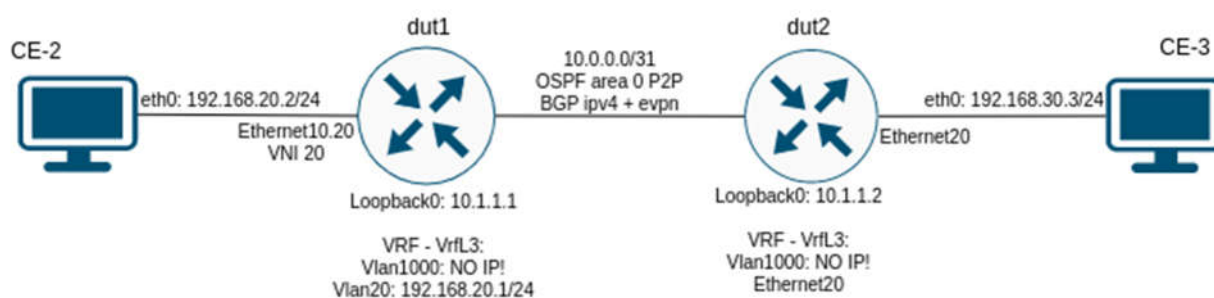 dut1
dut2
CE-2
CE-3
10.0.0.0/31
OSPF area 0 P2P
BGP ipv4 + evpn
eth0: 192.168.20.2/24
eth0: 192.168.30.3/24
Ethernet10.20
VNI 20
Ethernet20
Loopback0: 10.1.1.1
Loopback0: 10.1.1.2
VRF - VrfL3:
Vlan1000: NO IP!
Vlan20: 192.168.20.1/24
VRF - VrfL3:
Vlan1000: NO IP!
Ethernet20